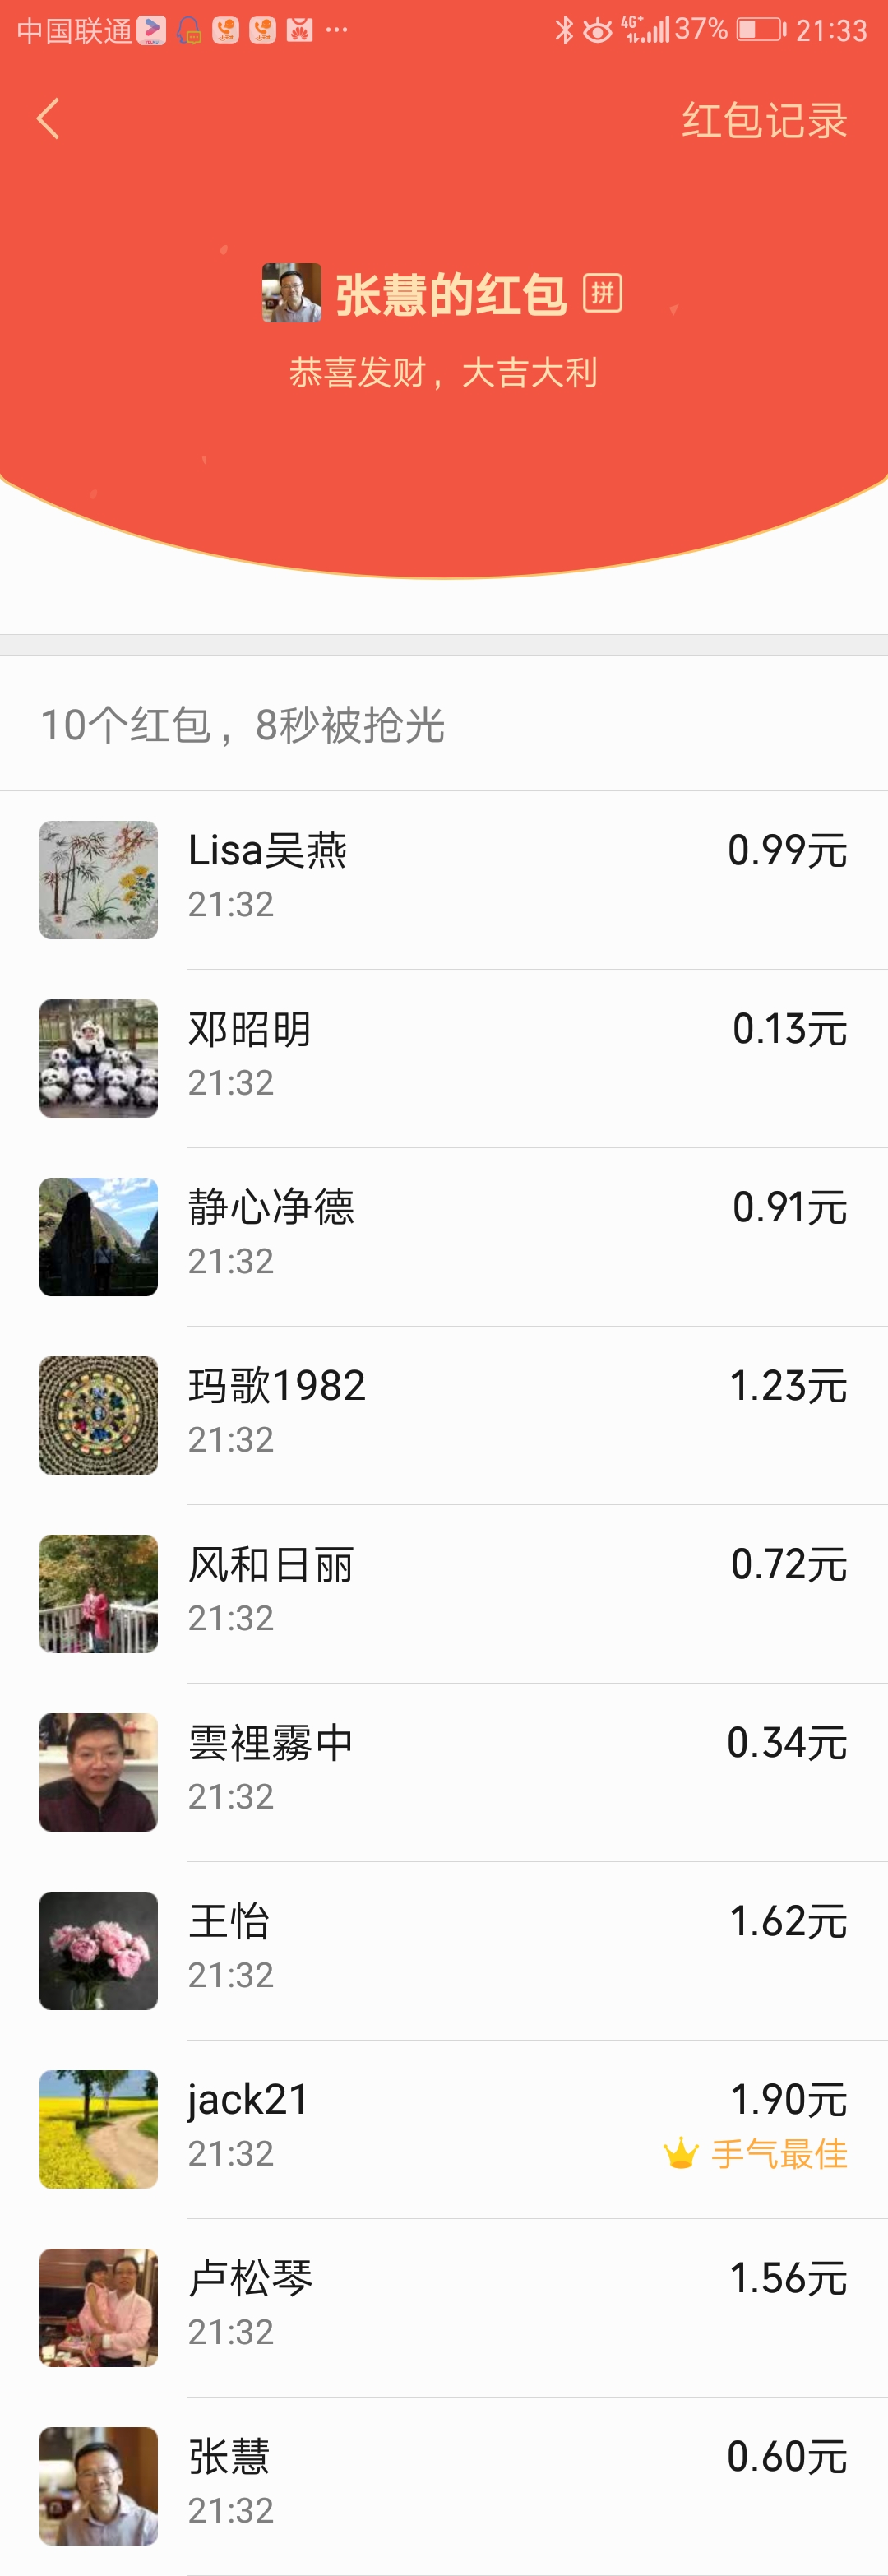 中国联通 ... 4G+ 37% 21:33
红包记录
张慧的红包 拼
恭喜发财，大吉大利
10个红包，8秒被抢光
Lisa吴燕 0.99元
21:32
邓昭明 0.13元
21:32
静心净德 0.91元
21:32
玛歌1982 1.23元
21:32
风和日丽 0.72元
21:32
雲裡霧中 0.34元
21:32
王怡 1.62元
21:32
jack21 1.90元
21:32 手气最佳
卢松琴 1.56元
21:32
张慧 0.60元
21:32